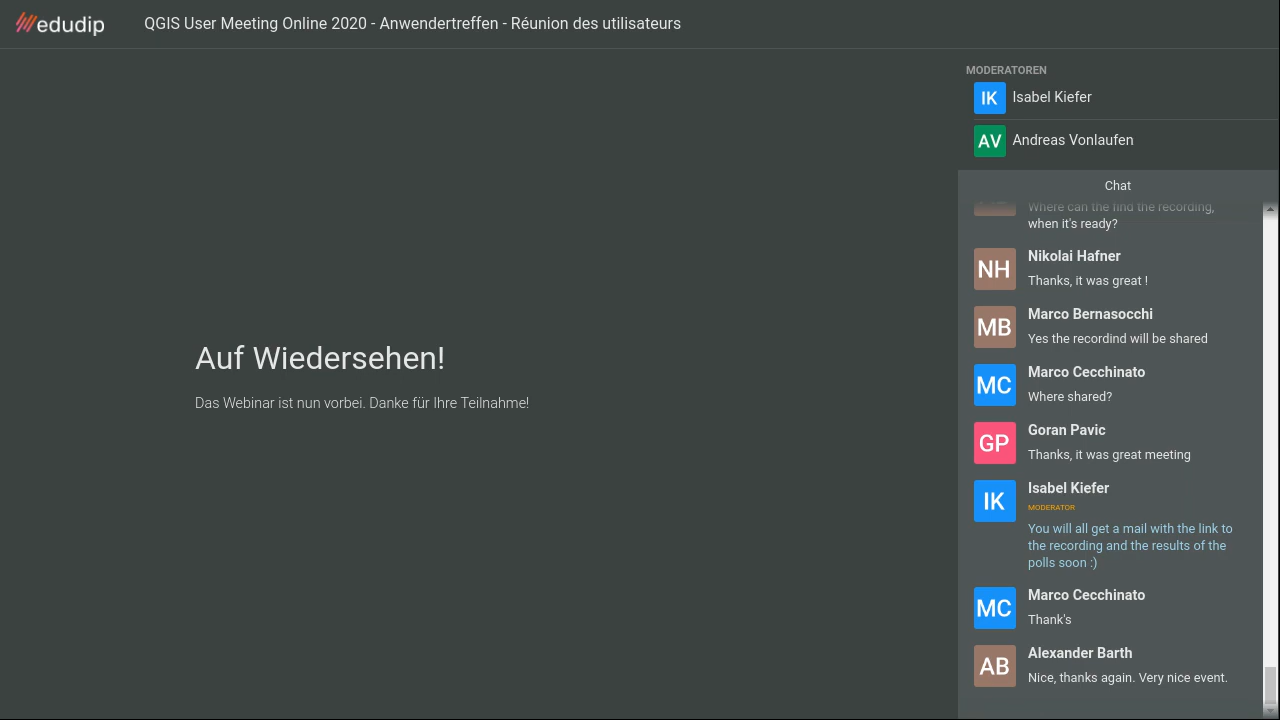 edudip
QGIS User Meeting Online 2020 - Anwendertreffen - Réunion des utilisateurs
Auf Wiedersehen!
Das Webinar ist nun vorbei. Danke für Ihre Teilnahme!
MODERATOREN
IK
Isabel Kiefer
AV
Andreas Vonlaufen
Chat
Where can the find the recording,
when it's ready?
NH
Nikolai Hafner
Thanks, it was great !
MB
Marco Bernasocchi
Yes the recordind will be shared
MC
Marco Cecchinato
Where shared?
GP
Goran Pavic
Thanks, it was great meeting
IK
Isabel Kiefer
MODERATOR
You will all get a mail with the link to
the recording and the results of the
polls soon :)
MC
Marco Cecchinato
Thank's
AB
Alexander Barth
Nice, thanks again. Very nice event.